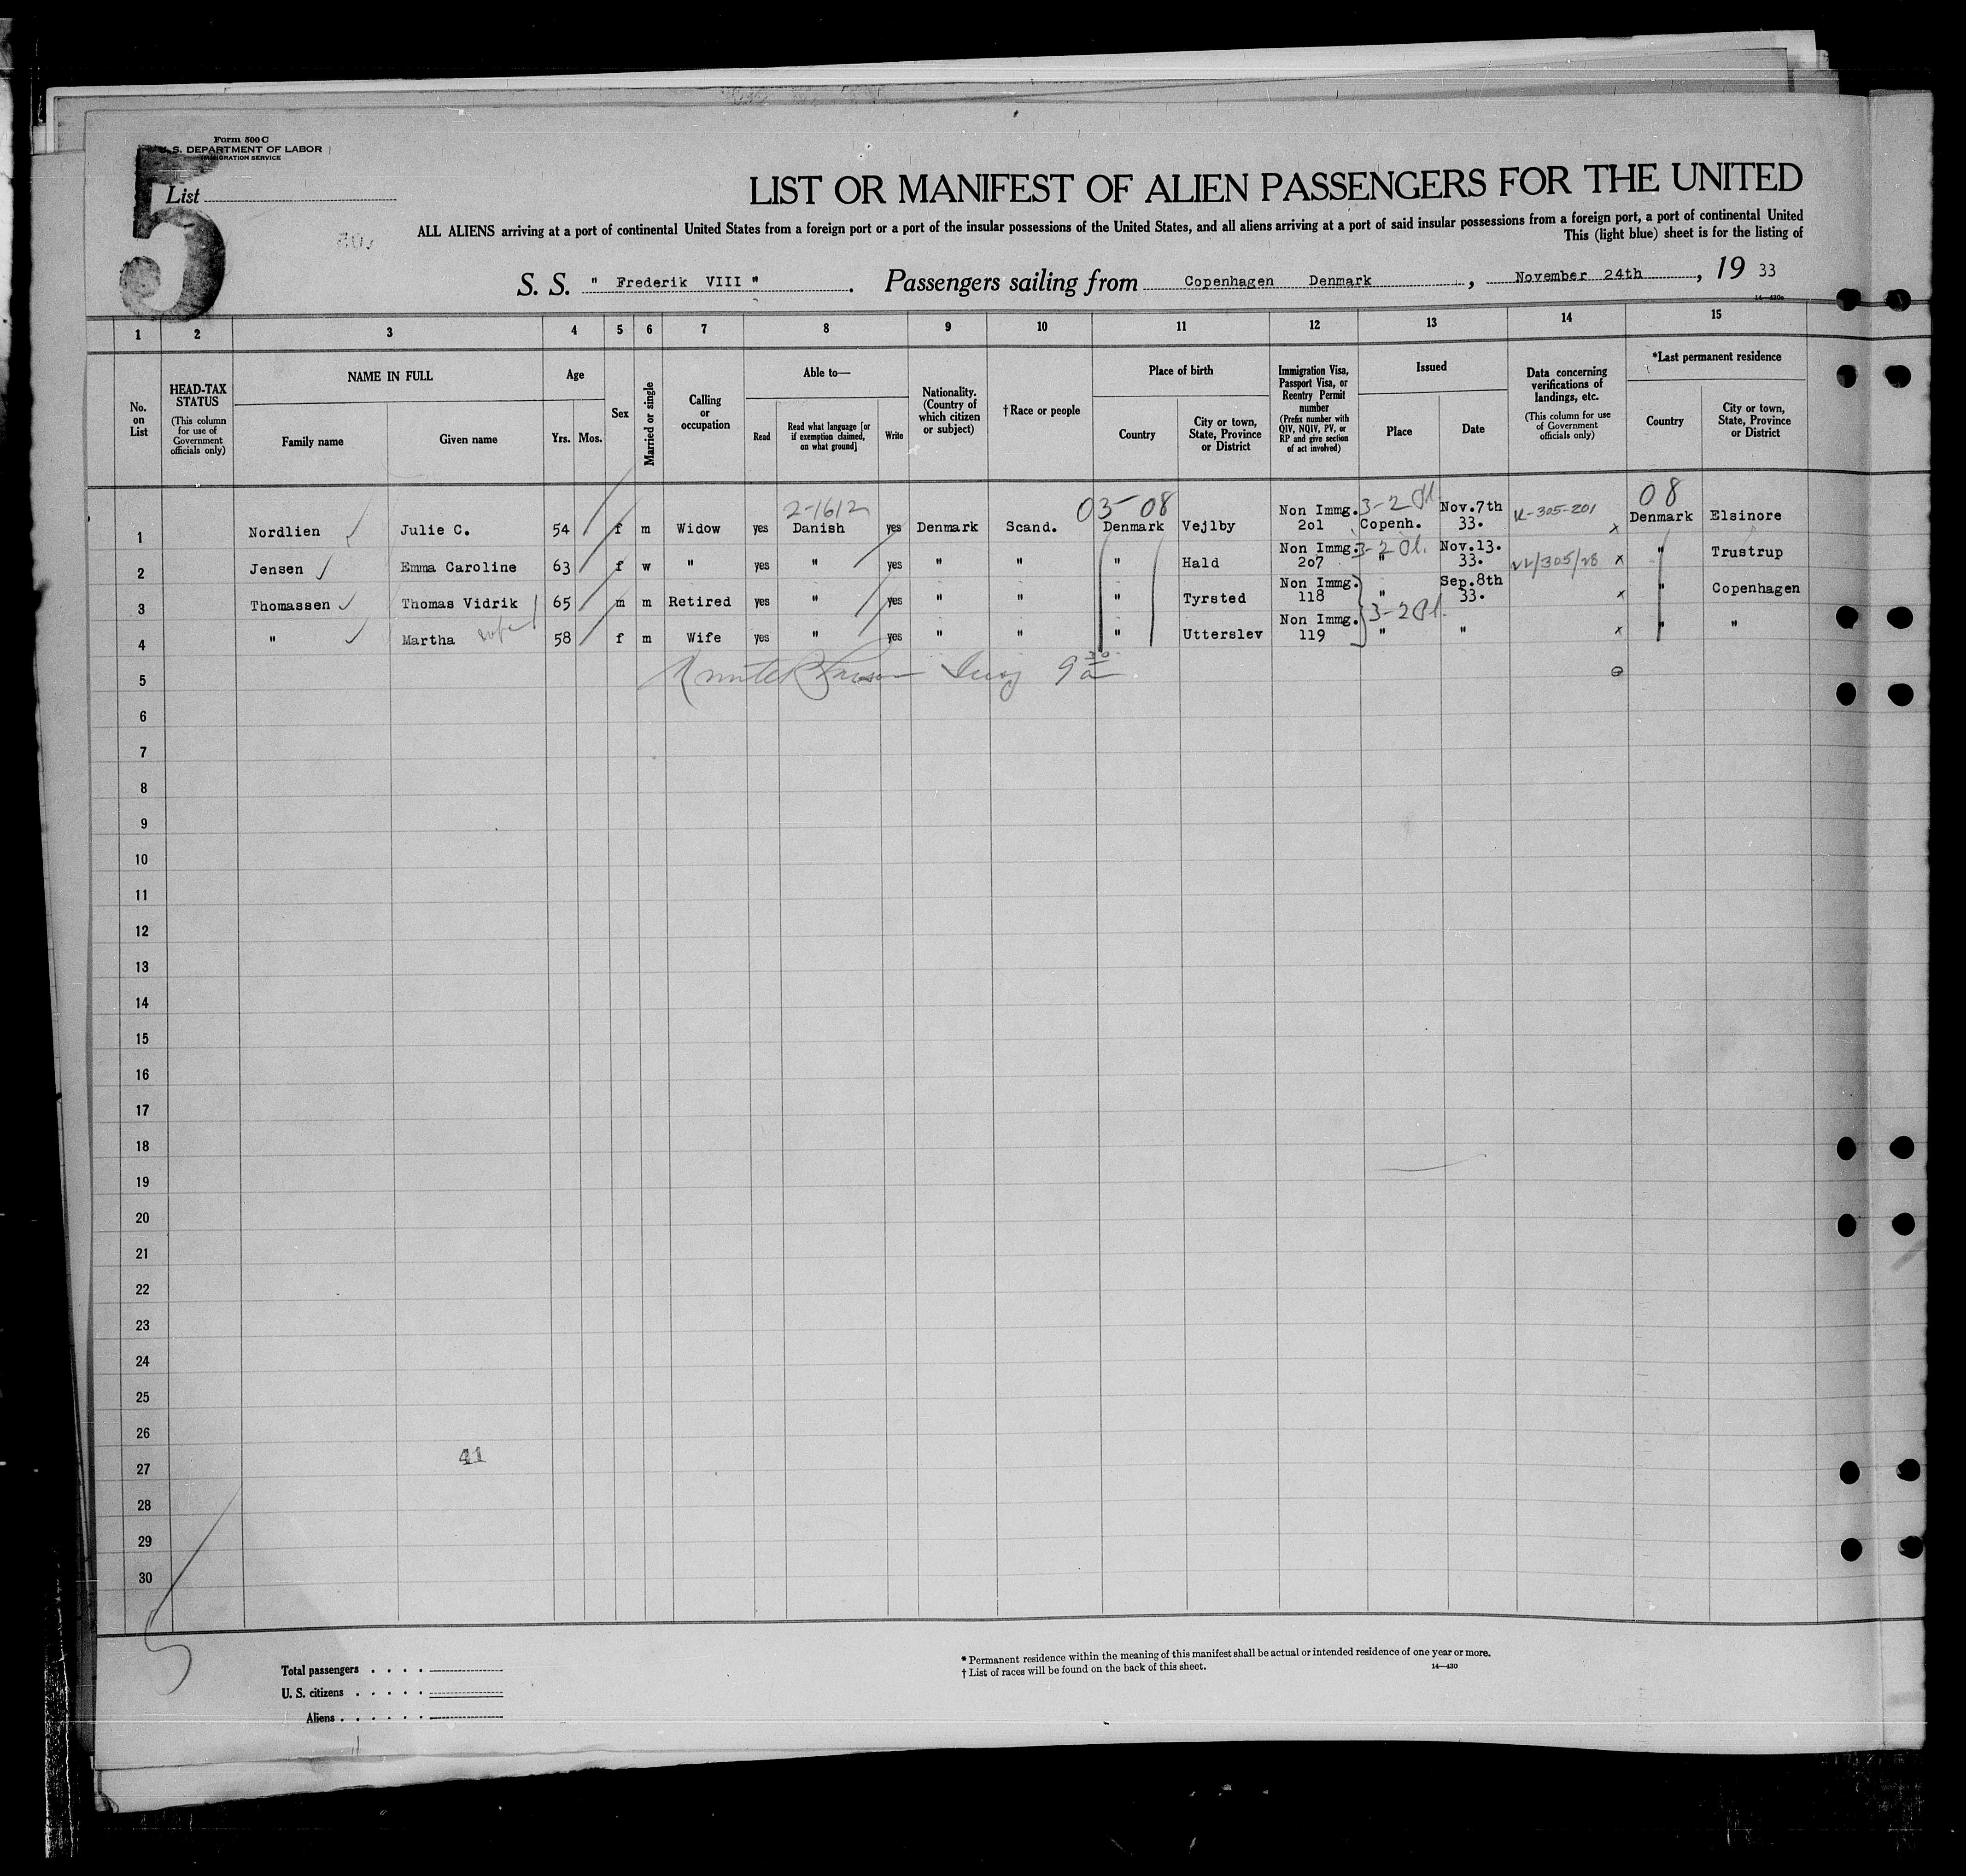 Form 500 C
U. S. DEPARTMENT OF LABOR
IMMIGRATION SERVICE
5
List
LIST OR MANIFEST OF ALIEN PASSENGERS FOR THE UNITED
ALL ALIENS arriving at a port of continental United States from a foreign port or a port of the insular possessions of the United States, and all aliens arriving at a port of said insular possessions from a foreign port, a port of continental United
This (light blue) sheet is for the listing of
S. S. " Frederik VIII " . Passengers sailing from Copenhagen Denmark , November 24th , 19 33
14—430a
1 2 3 4 5 6 7 8 9 10 11 12 13 14 15
No. on List
HEAD-TAX STATUS (This column for use of Government officials only)
NAME IN FULL
Family name
Given name
Age
Yrs. Mos.
Sex
Married or single
Calling or occupation
Able to—
Read
Read what language [or if exemption claimed, on what ground]
Write
Nationality. (Country of which citizen or subject)
† Race or people
Place of birth
Country
City or town, State, Province or District
Immigration Visa, Passport Visa, or Reentry Permit number (Prefix number with QIV, NQIV, PV, or RP and give section of act involved)
Issued
Place
Date
Data concerning verifications of landings, etc. (This column for use of Government officials only)
*Last permanent residence
Country
City or town, State, Province or District
2-1612 03-08 3-2 08
1 Nordlien Julie C. 54 f m Widow yes Danish yes Denmark Scand. Denmark Vejlby Non Immg. 201 Copenh. Nov.7th 33. x Denmark Elsinore
2 Jensen Emma Caroline 63 f w " yes " yes " " " Hald Non Immg. 207 3-2 " Nov.13. 33. x " Trustrup
3 Thomassen Thomas Vidrik 65 m m Retired yes " yes " " " Tyrsted Non Immg. 118 " Sep.8th 33. x " Copenhagen
4 " Martha wife 58 f m Wife yes " yes " " " Utterslev Non Immg. 119 3-2 " " x " "
5
6
7
8
9
10
11
12
13
14
15
16
17
18
19
20
21
22
23
24
25
26
41
27
28
29
30
Total passengers . . . .
U. S. citizens . . . . .
Aliens . . . . . .
* Permanent residence within the meaning of this manifest shall be actual or intended residence of one year or more.
† List of races will be found on the back of this sheet.
14—430